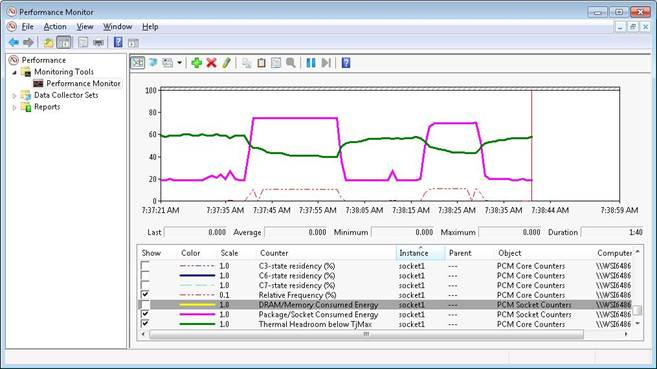 Performance Monitor
File Action View Window Help
Performance
Monitoring Tools
Performance Monitor
Data Collector Sets
Reports
100
80
60
40
20
0
7:37:21 AM 7:37:35 AM 7:37:45 AM 7:37:55 AM 7:38:05 AM 7:38:15 AM 7:38:25 AM 7:38:35 AM 7:38:44 AM 7:38:59 AM
Last 0.000 Average 0.000 Minimum 0.000 Maximum 0.000 Duration 1:40
Show Color Scale Counter Instance Parent Object Computer
1.0 C3-state residency (%) socket1 --- PCM Core Counters \\WSI6486
1.0 C6-state residency (%) socket1 --- PCM Core Counters \\WSI6486
1.0 C7-state residency (%) socket1 --- PCM Core Counters \\WSI6486
0.1 Relative Frequency (%) socket1 --- PCM Core Counters \\WSI6486
1.0 DRAM/Memory Consumed Energy socket1 --- PCM Socket Counters \\WSI6486
1.0 Package/Socket Consumed Energy socket1 --- PCM Socket Counters \\WSI6486
1.0 Thermal Headroom below TjMax socket1 --- PCM Core Counters \\WSI6486